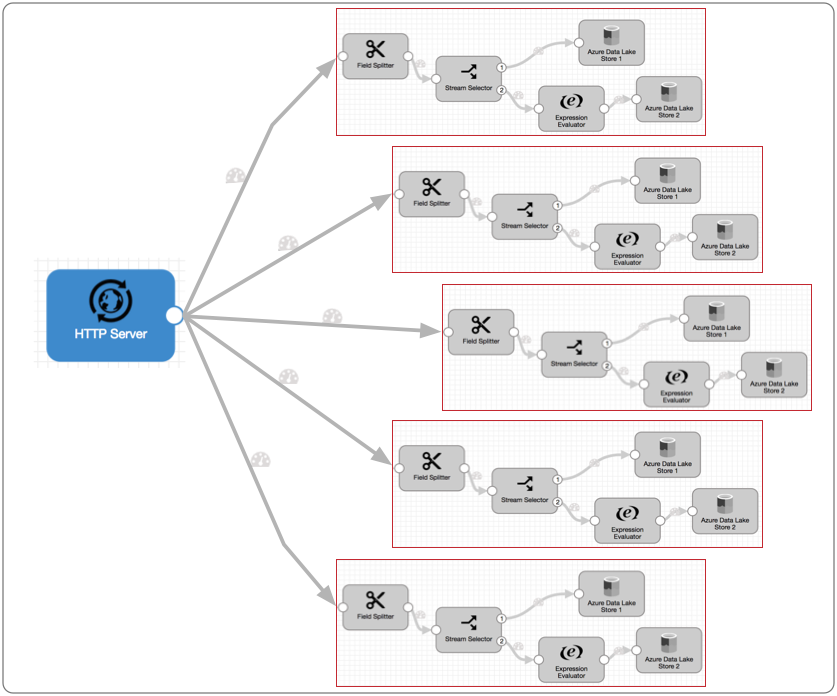 HTTP Server
Field Splitter
Stream Selector
1
2
Azure Data Lake
Store 1
Expression
Evaluator
Azure Data Lake
Store 2
Field Splitter
Stream Selector
1
2
Azure Data Lake
Store 1
Expression
Evaluator
Azure Data Lake
Store 2
Field Splitter
Stream Selector
1
2
Azure Data Lake
Store 1
Expression
Evaluator
Azure Data Lake
Store 2
Field Splitter
Stream Selector
1
2
Azure Data Lake
Store 1
Expression
Evaluator
Azure Data Lake
Store 2
Field Splitter
Stream Selector
1
2
Azure Data Lake
Store 1
Expression
Evaluator
Azure Data Lake
Store 2